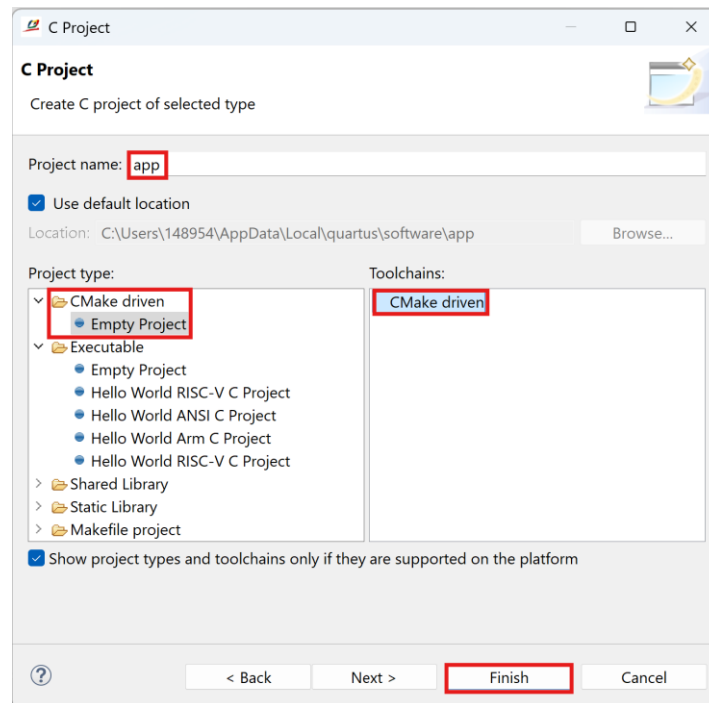 C Project
C Project
Create C project of selected type
Project name: app
Use default location
Location: C:\Users\148954\AppData\Local\quartus\software\app Browse...
Project type: Toolchains:
CMake driven CMake driven
Empty Project
Executable
Empty Project
Hello World RISC-V C Project
Hello World ANSI C Project
Hello World Arm C Project
Hello World RISC-V C Project
Shared Library
Static Library
Makefile project
Show project types and toolchains only if they are supported on the platform
? < Back Next > Finish Cancel